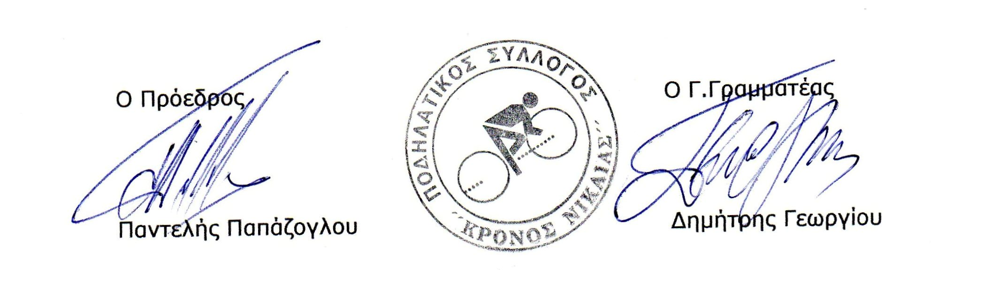 Ο Πρόεδρος
Παντελής Παπάζογλου
ΠΟΔΗΛΑΤΙΚΟΣ ΣΥΛΛΟΓΟΣ
"ΚΡΟΝΟΣ ΝΙΚΑΙΑΣ"
Ο Γ.Γραμματέας
Δημήτρης Γεωργίου